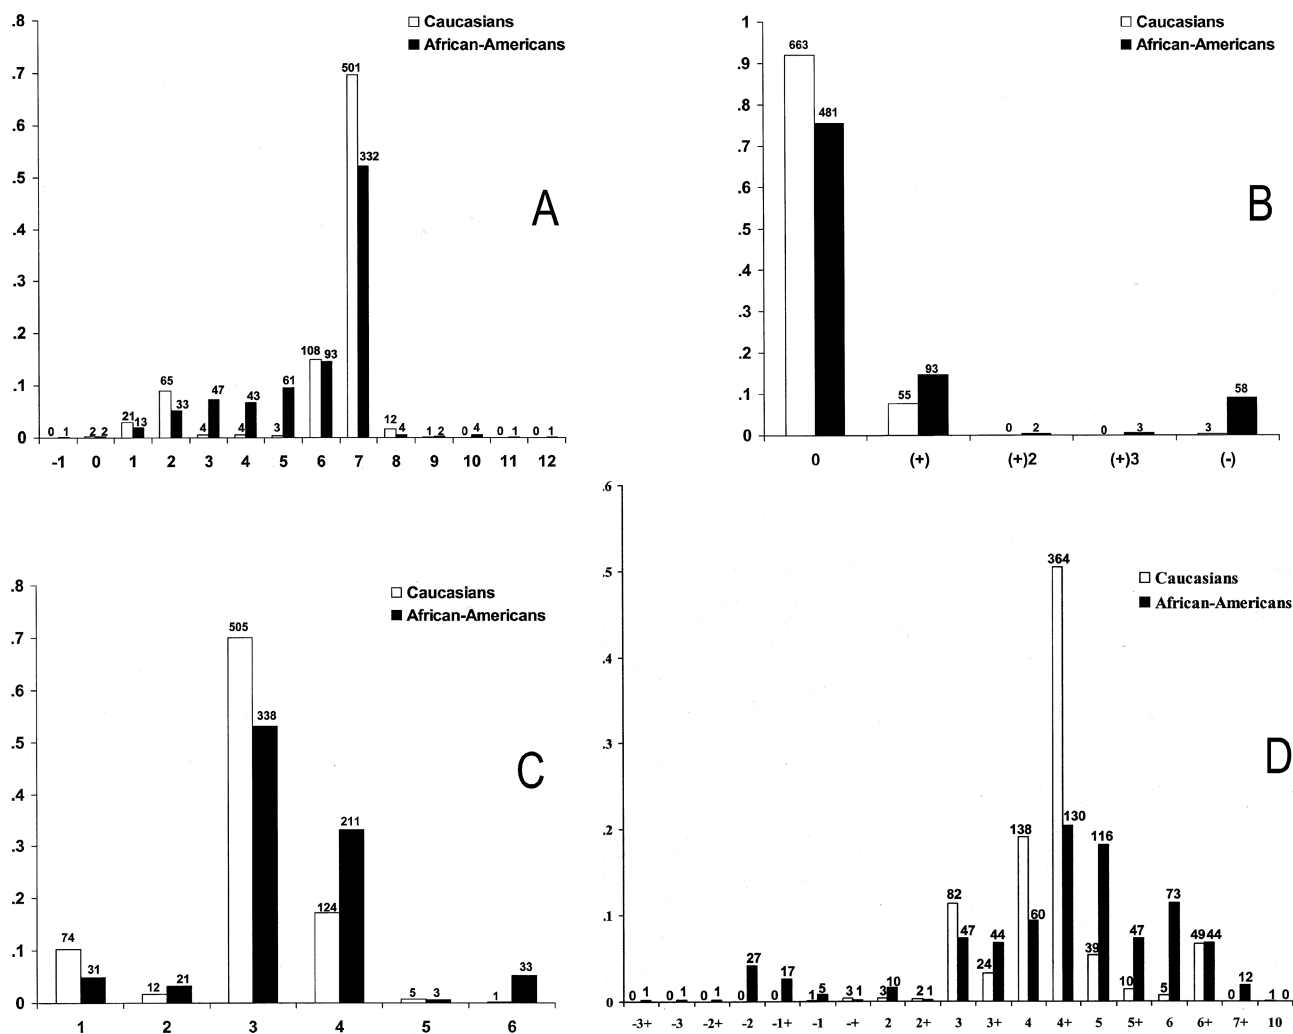 .8
.7
.6
.5
.4
.3
.2
.1
0
Caucasians
African-Americans
0 1 2 2 21 13 65 33 4 47 4 43 3 61 108 93 501 332 12 4 1 2 0 4 0 1 0 1
A
-1 0 1 2 3 4 5 6 7 8 9 10 11 12
1
.9
.8
.7
.6
.5
.4
.3
.2
.1
0
Caucasians
African-Americans
663 481 55 93 0 2 0 3 3 58
B
0 (+) (+)2 (+)3 (-)
.8
.7
.6
.5
.4
.3
.2
.1
0
Caucasians
African-Americans
74 31 12 21 505 338 124 211 5 3 1 33
C
1 2 3 4 5 6
.6
.5
.4
.3
.2
.1
0
Caucasians
African-Americans
0 1 0 1 0 1 0 27 0 17 1 5 3 1 3 10 2 1 82 47 24 44 138 60 364 130 39 116 10 47 5 73 49 44 0 12 1 0
D
-3+ -3 -2+ -2 -1+ -1 -+ 2 2+ 3 3+ 4 4+ 5 5+ 6 6+ 7+ 10